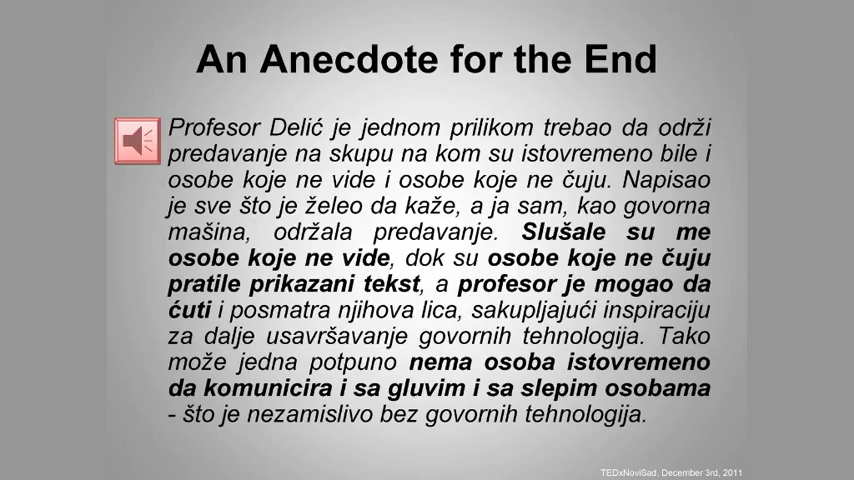 An Anecdote for the End
Profesor Delić je jednom prilikom trebao da održi
predavanje na skupu na kom su istovremeno bile i
osobe koje ne vide i osobe koje ne čuju. Napisao
je sve što je želeo da kaže, a ja sam, kao govorna
mašina, održala predavanje. Slušale su me
osobe koje ne vide, dok su osobe koje ne čuju
pratile prikazani tekst, a profesor je mogao da
ćuti i posmatra njihova lica, sakupljajući inspiraciju
za dalje usavršavanje govornih tehnologija. Tako
može jedna potpuno nema osoba istovremeno
da komunicira i sa gluvim i sa slepim osobama
- što je nezamislivo bez govornih tehnologija.
TEDxNoviSad, December 3rd, 2011